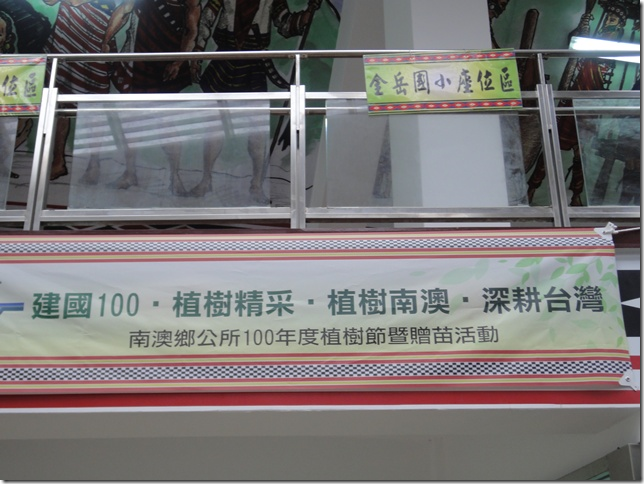 位區
金岳國小座位區
建國100・植樹精采・植樹南澳・深耕台灣
南澳鄉公所100年度植樹節暨贈苗活動